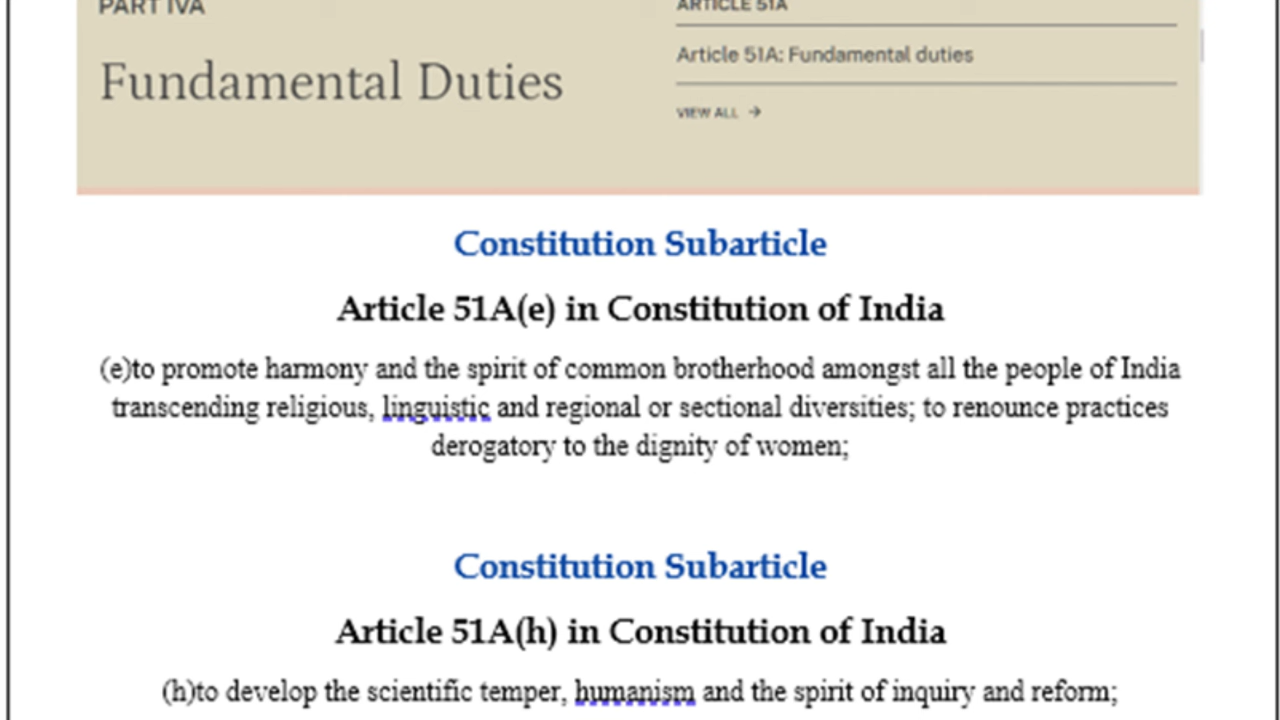 PART IVA
Fundamental Duties
ARTICLE 51A
Article 51A: Fundamental duties
VIEW ALL →
Constitution Subarticle
Article 51A(e) in Constitution of India
(e)to promote harmony and the spirit of common brotherhood amongst all the people of India
transcending religious, linguistic and regional or sectional diversities; to renounce practices
derogatory to the dignity of women;
Constitution Subarticle
Article 51A(h) in Constitution of India
(h)to develop the scientific temper, humanism and the spirit of inquiry and reform;